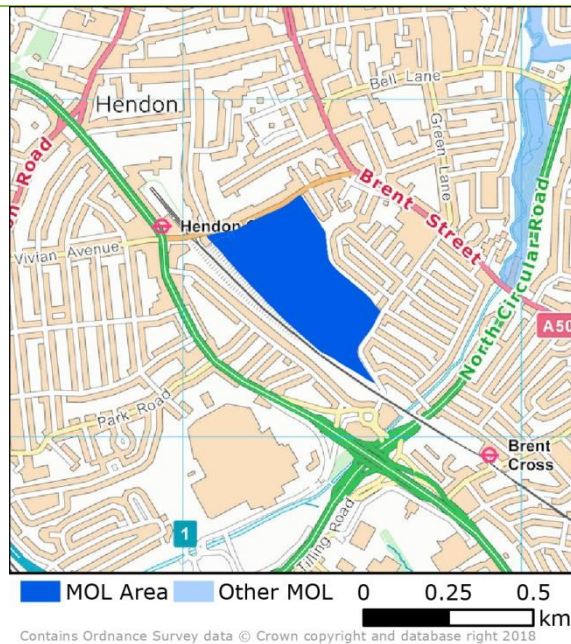 Bell Lane
Hendon
Green Lane
Road
Brent Street
Hendon
Vivian Avenue
North Circular Road
A50
Park Road
Brent
Cross
1
Tilling Road
MOL Area Other MOL 0 0.25 0.5
km
Contains Ordnance Survey data © Crown copyright and database right 2018